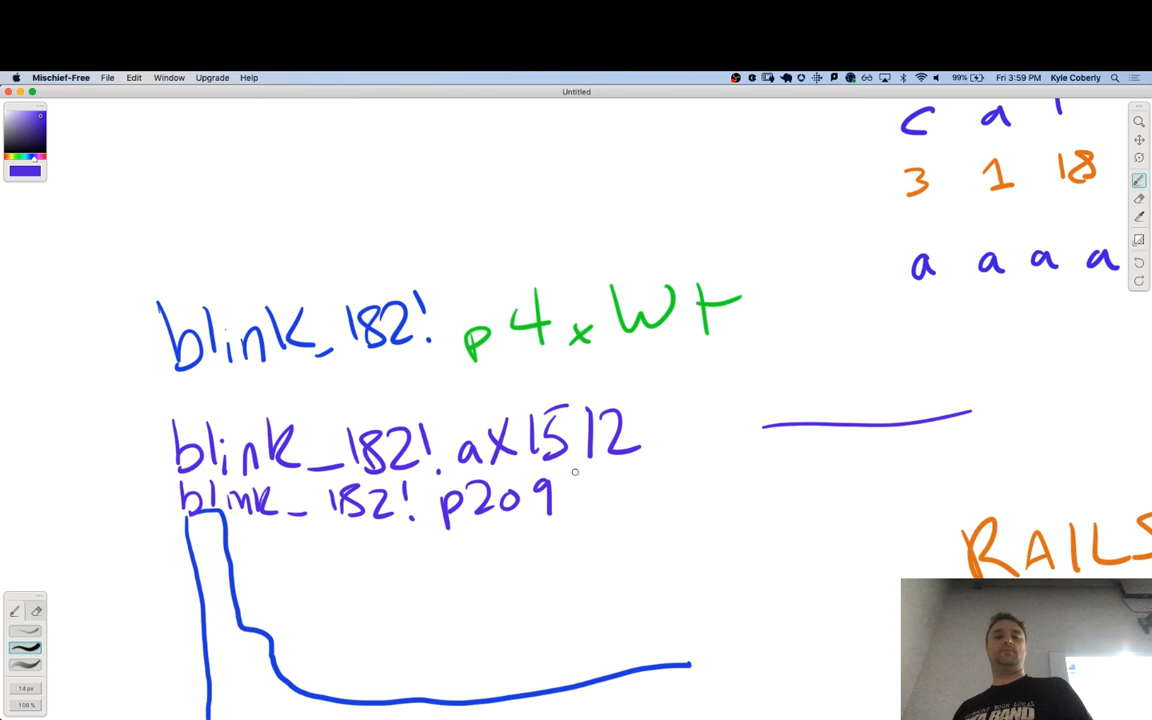 Mischief-Free File Edit Window Upgrade Help 99% Fri 3:59 PM Kyle Coberly
Untitled
c a
3 1 18
a a a a
blink_182! p4xWt
blink_182! aX1512
blink_182! p209
RAILS
14 px
100 %